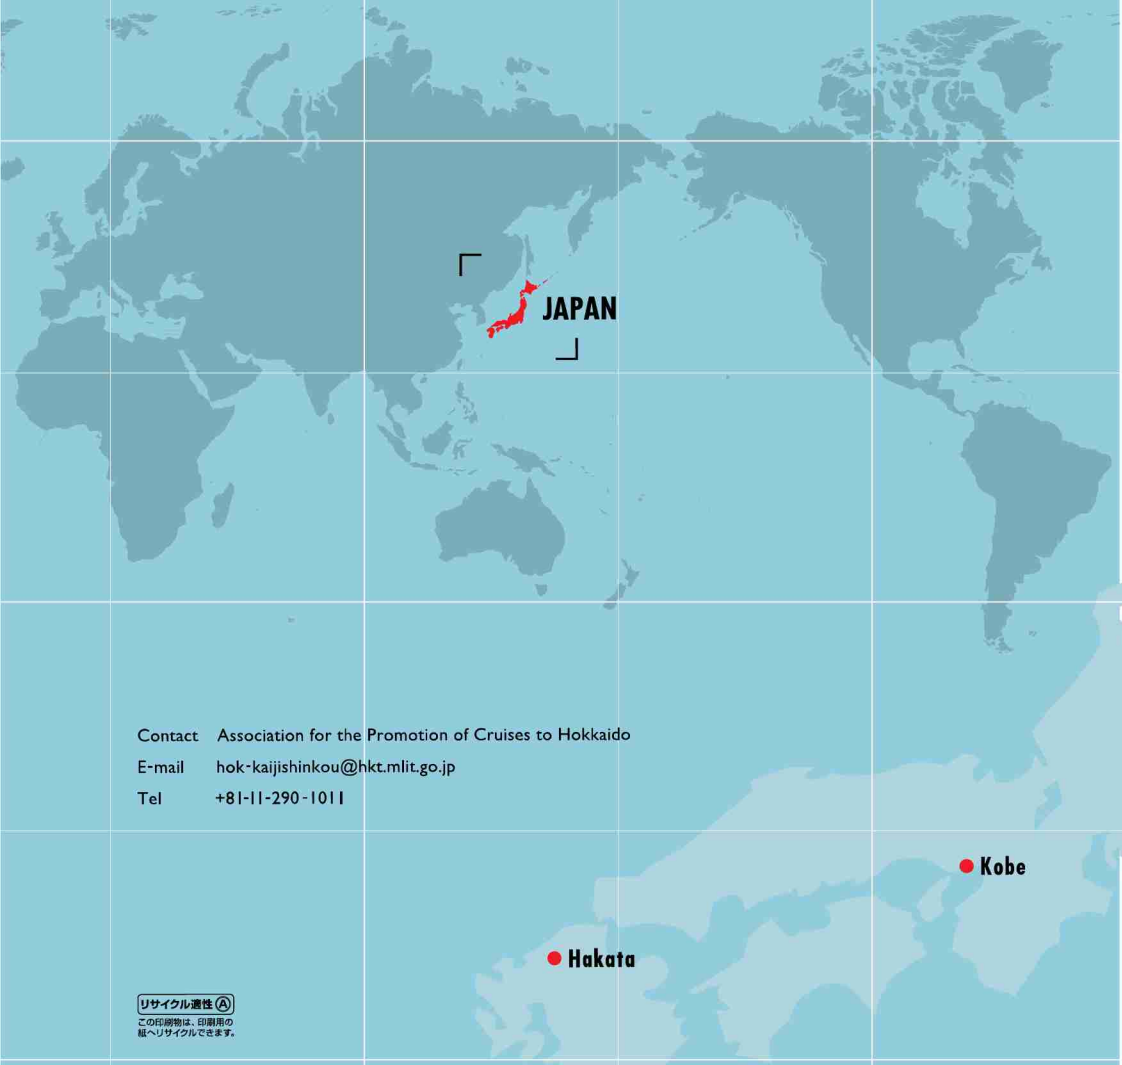 JAPAN
Contact Association for the Promotion of Cruises to Hokkaido
E-mail hok-kaijishinkou@hkt.mlit.go.jp
Tel +81-11-290-1011
Kobe
Hakata
リサイクル適性 Ⓐ
この印刷物は、印刷用の
紙へリサイクルできます。